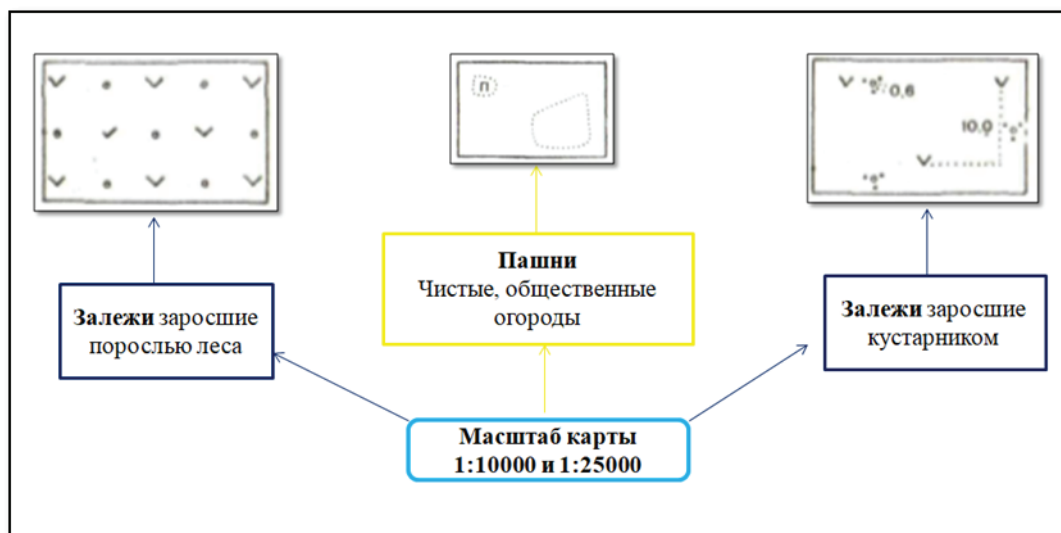 П
0,6
10,0
Пашни
Чистые, общественные
огороды
Залежи заросшие
порослью леса
Залежи заросшие
кустарником
Масштаб карты
1:10000 и 1:25000